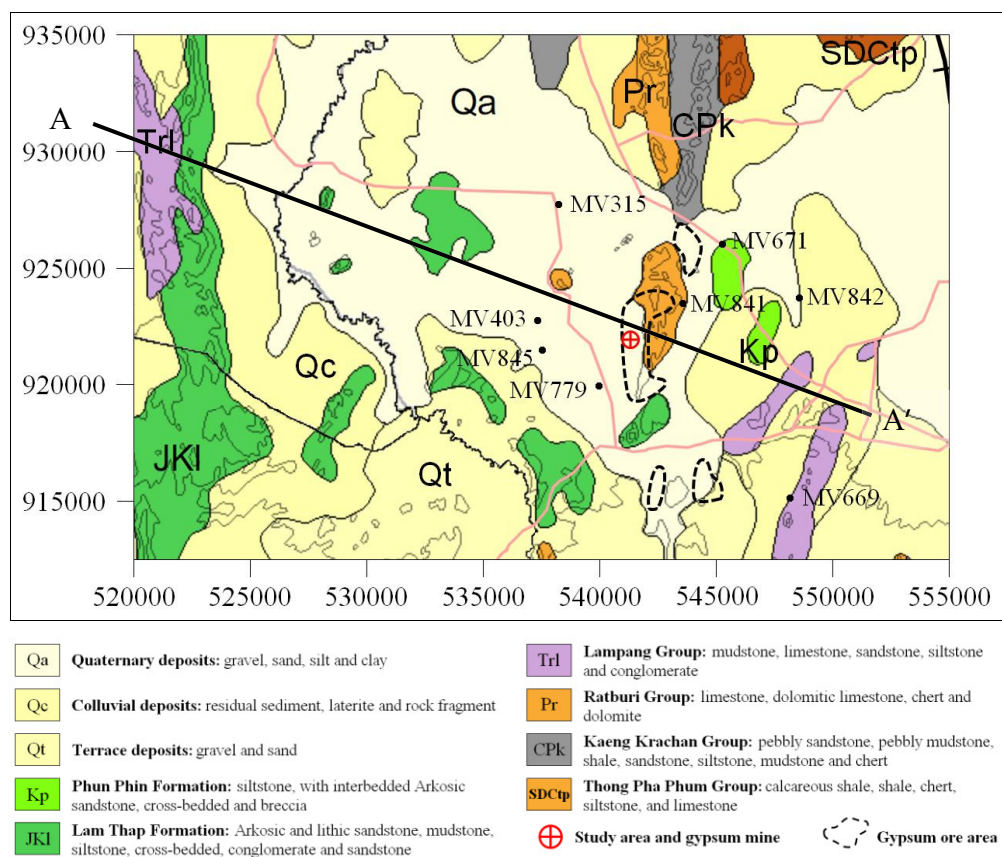 935000
SDCtp
Qa
Pr
A
CPk
930000
Trl
MV315
MV671
925000
MV841
MV842
MV403
Kp
MV845
Qc
920000
MV779
A'
JKl
Qt
915000
MV669
520000 525000 530000 535000 540000 545000 550000 555000
Qa Quaternary deposits: gravel, sand, silt and clay
Qc Colluvial deposits: residual sediment, laterite and rock fragment
Qt Terrace deposits: gravel and sand
Kp Phun Phin Formation: siltstone, with interbedded Arkosic
sandstone, cross-bedded and breccia
JKl Lam Thap Formation: Arkosic and lithic sandstone, mudstone,
siltstone, cross-bedded, conglomerate and sandstone
Trl Lampang Group: mudstone, limestone, sandstone, siltstone
and conglomerate
Pr Ratburi Group: limestone, dolomitic limestone, chert and
dolomite
CPk Kaeng Krachan Group: pebbly sandstone, pebbly mudstone,
shale, sandstone, siltstone, mudstone and chert
SDCtp Thong Pha Phum Group: calcareous shale, shale, chert,
siltstone, and limestone
Study area and gypsum mine
Gypsum ore area